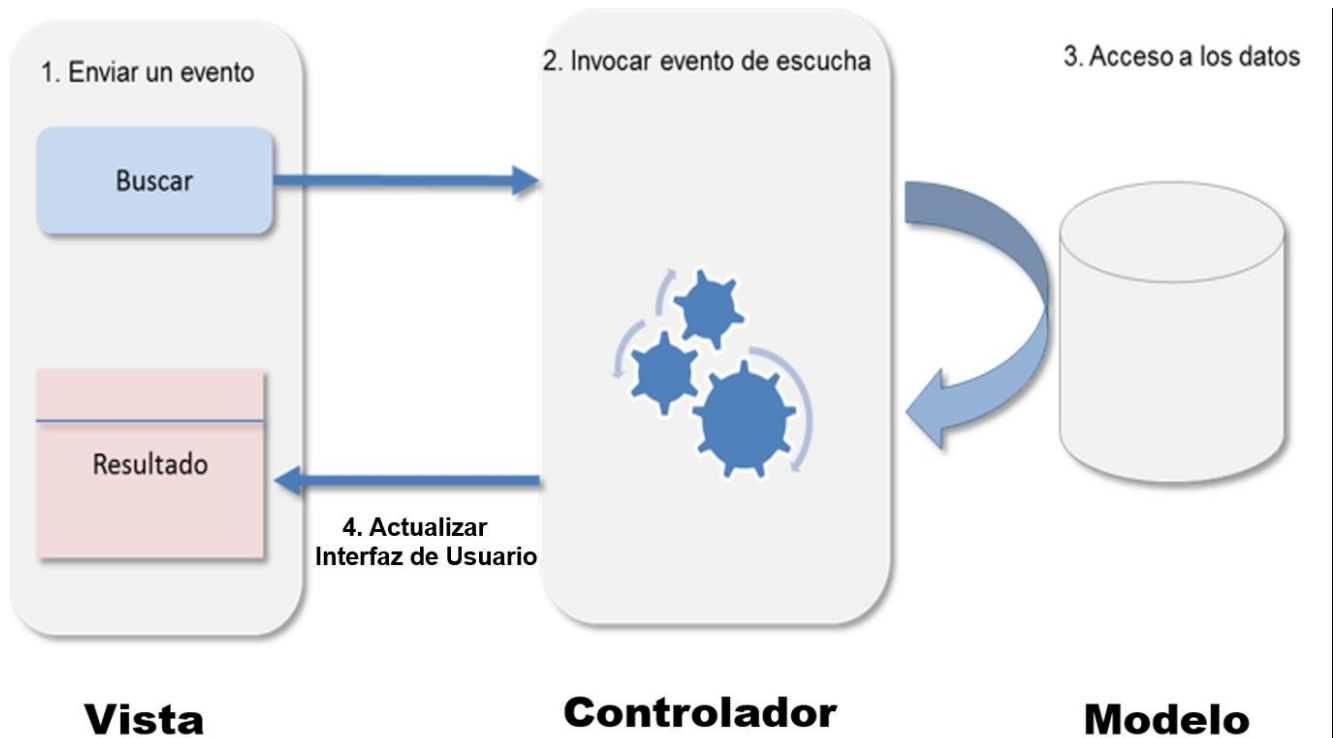 1. Enviar un evento
Buscar
Resultado
2. Invocar evento de escucha
3. Acceso a los datos
4. Actualizar
Interfaz de Usuario
Vista
Controlador
Modelo